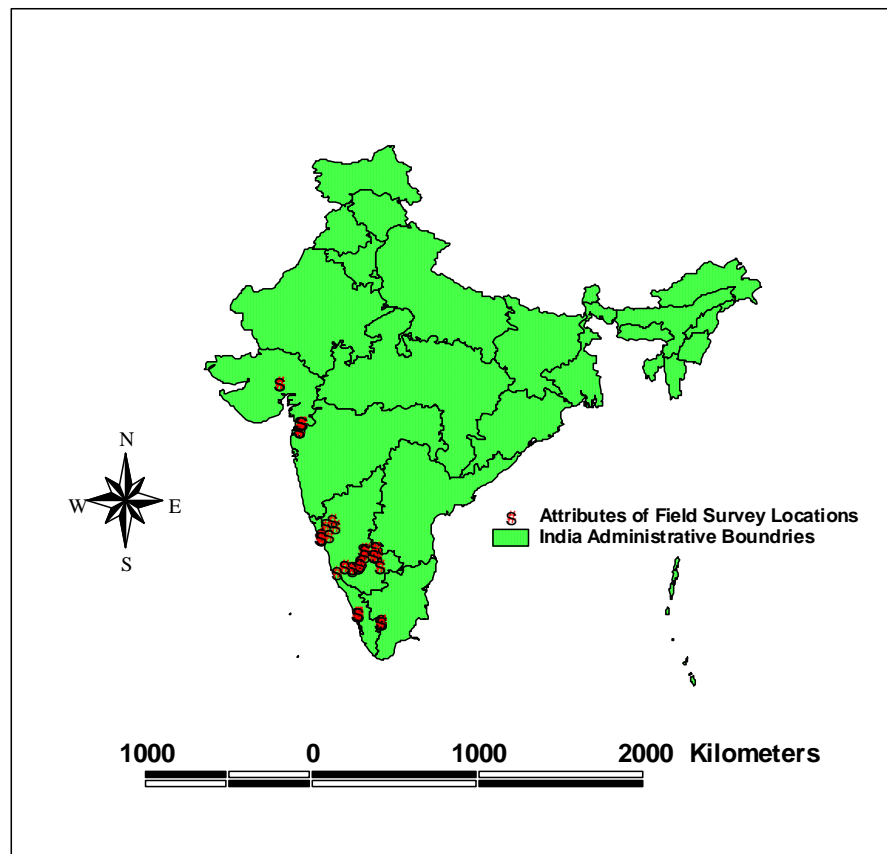 N
W E
S
$ Attributes of Field Survey Locations
India Administrative Boundries
1000 0 1000 2000 Kilometers